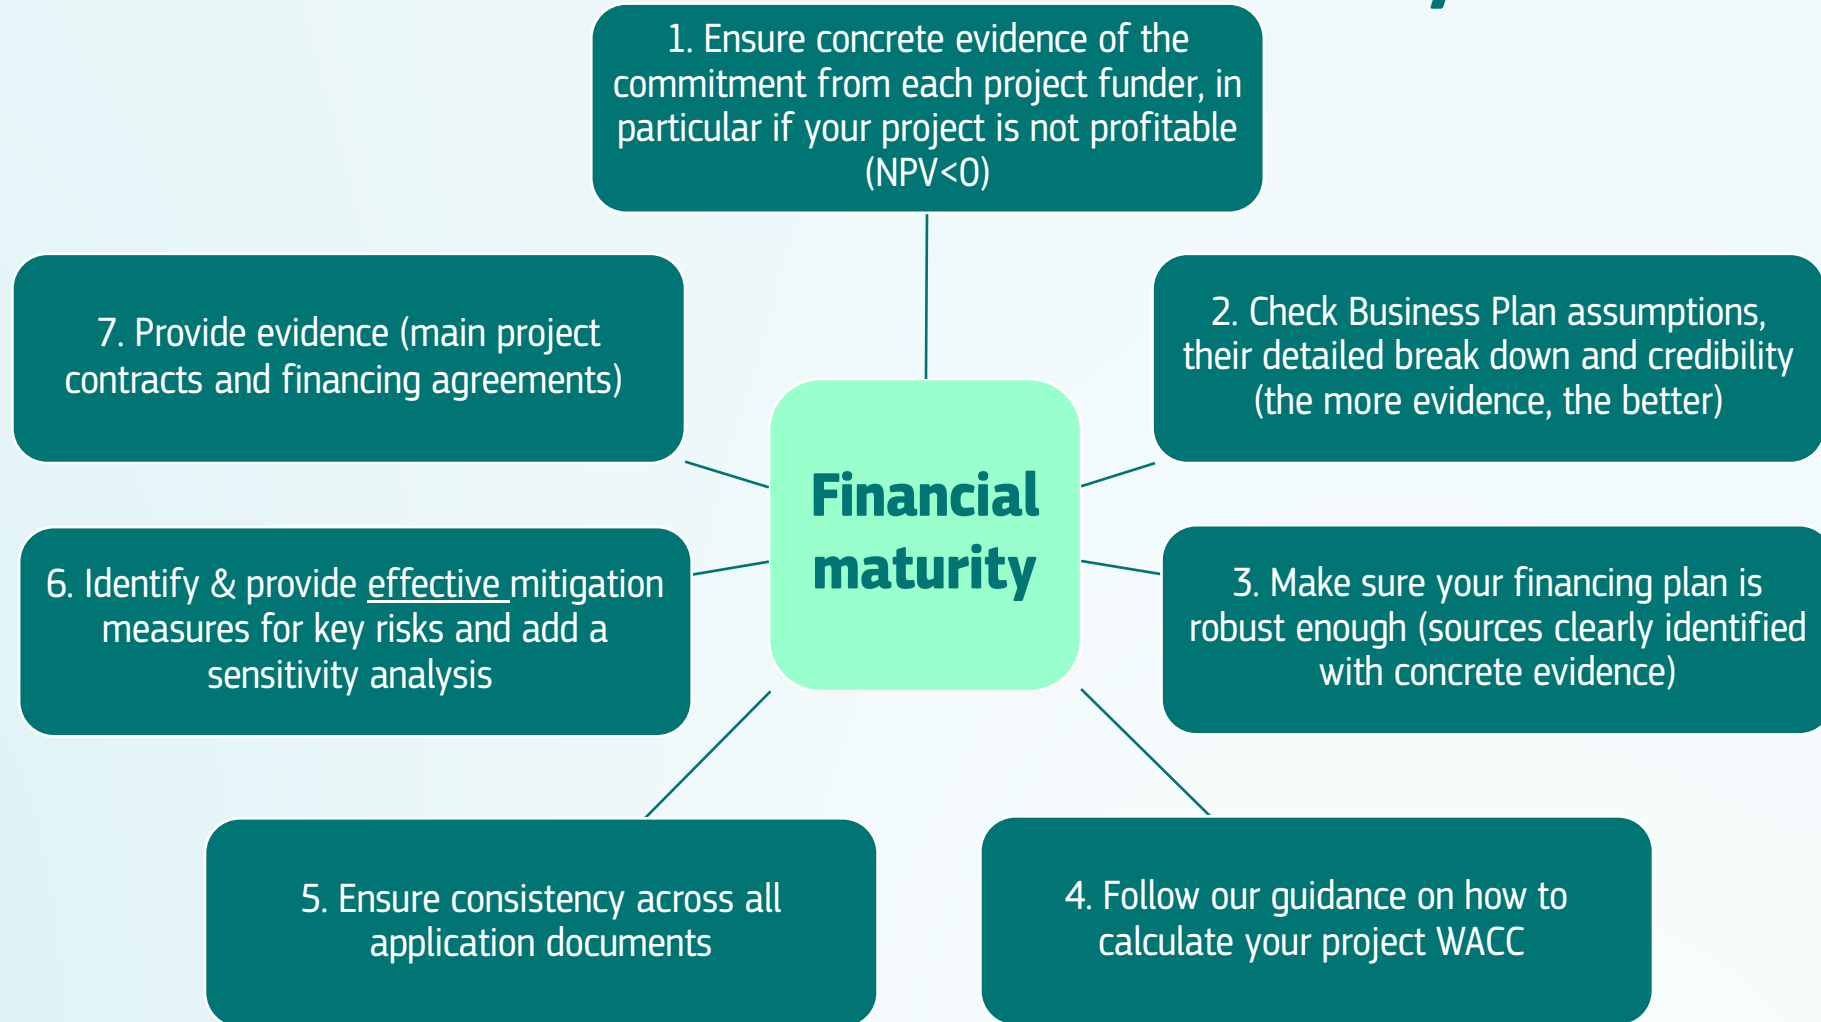 1. Ensure concrete evidence of the
commitment from each project funder, in
particular if your project is not profitable
(NPV<0)
2. Check Business Plan assumptions,
their detailed break down and credibility
(the more evidence, the better)
3. Make sure your financing plan is
robust enough (sources clearly identified
with concrete evidence)
4. Follow our guidance on how to
calculate your project WACC
5. Ensure consistency across all
application documents
6. Identify & provide effective mitigation
measures for key risks and add a
sensitivity analysis
7. Provide evidence (main project
contracts and financing agreements)
Financial
maturity